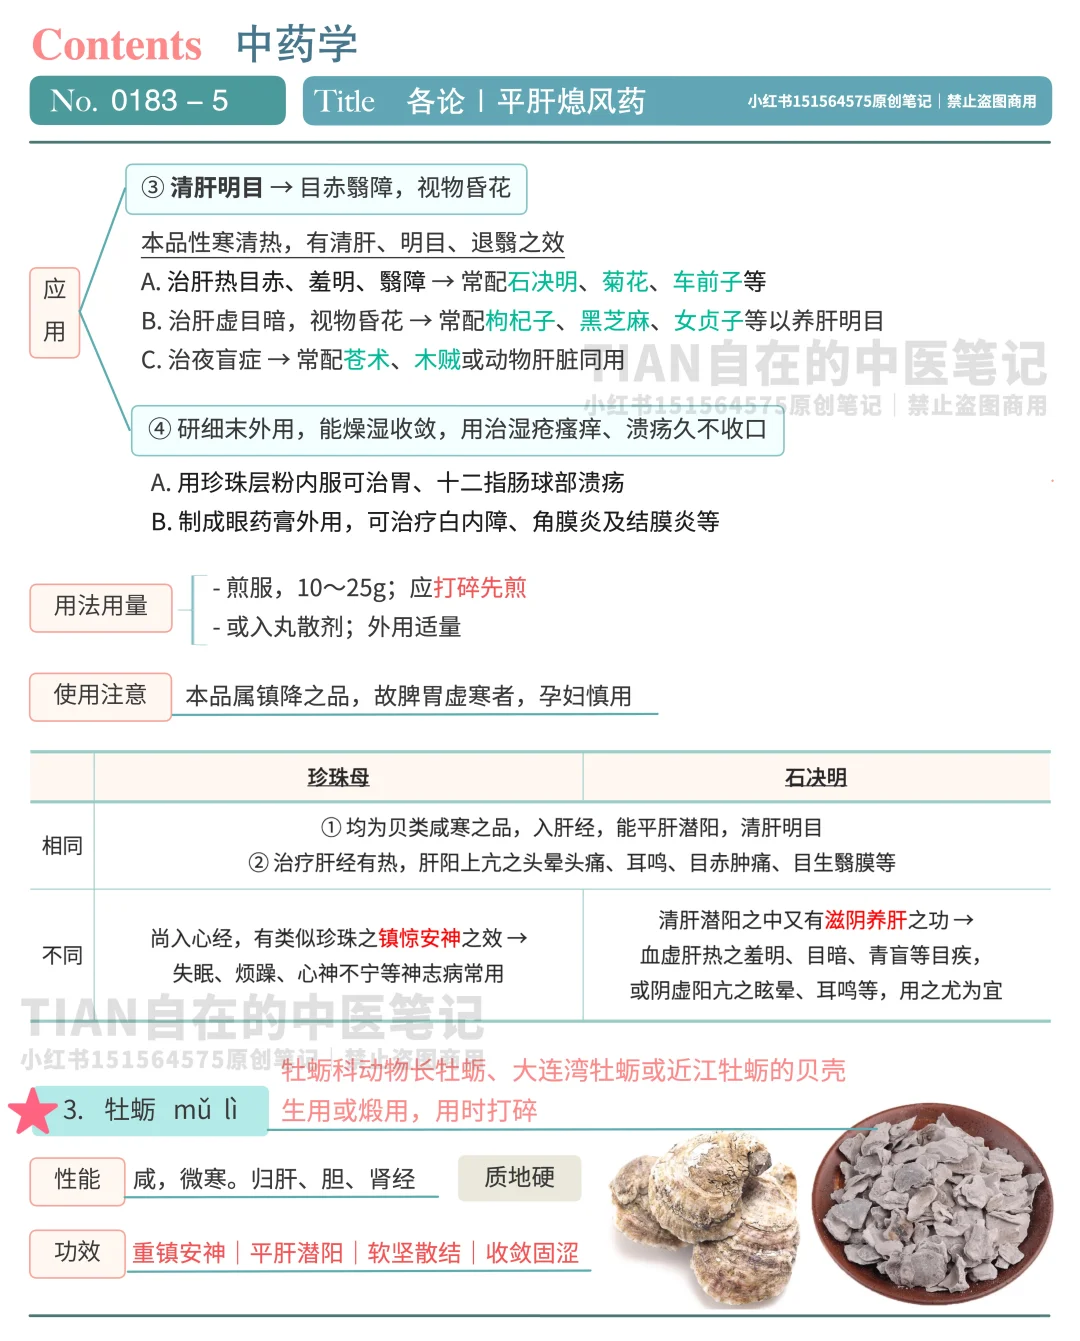 Contents 中药学
No. 0183 – 5
Title 各论｜平肝熄风药
小红书151564575原创笔记｜禁止盗图商用
③ 清肝明目 → 目赤翳障，视物昏花
本品性寒清热，有清肝、明目、退翳之效
A. 治肝热目赤、羞明、翳障 → 常配石决明、菊花、车前子等
应用
B. 治肝虚目暗，视物昏花 → 常配枸杞子、黑芝麻、女贞子等以养肝明目
C. 治夜盲症 → 常配苍术、木贼或动物肝脏同用
TIAN自在的中医笔记
小红书151564575原创笔记｜禁止盗图商用
④ 研细末外用，能燥湿收敛，用治湿疮瘙痒、溃疡久不收口
A. 用珍珠层粉内服可治胃、十二指肠球部溃疡
B. 制成眼药膏外用，可治疗白内障、角膜炎及结膜炎等
用法用量
- 煎服，10～25g；应打碎先煎
- 或入丸散剂；外用适量
使用注意 本品属镇降之品，故脾胃虚寒者，孕妇慎用
珍珠母 石决明
相同
① 均为贝类咸寒之品，入肝经，能平肝潜阳，清肝明目
② 治疗肝经有热，肝阳上亢之头晕头痛、耳鸣、目赤肿痛、目生翳膜等
不同
尚入心经，有类似珍珠之镇惊安神之效 →
失眠、烦躁、心神不宁等神志病常用
清肝潜阳之中又有滋阴养肝之功 →
血虚肝热之羞明、目暗、青盲等目疾，
或阴虚阳亢之眩晕、耳鸣等，用之尤为宜
TIAN自在的中医笔记
小红书151564575原创笔记｜禁止盗图商用
牡蛎科动物长牡蛎、大连湾牡蛎或近江牡蛎的贝壳
生用或煅用，用时打碎
3. 牡蛎 mǔ lì
性能 咸，微寒。归肝、胆、肾经 质地硬
功效 重镇安神｜平肝潜阳｜软坚散结｜收敛固涩